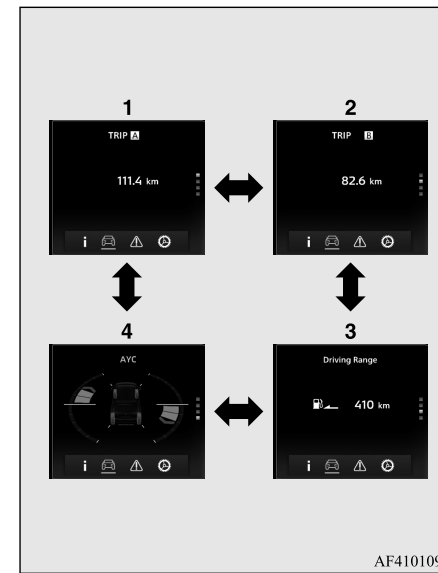 1
TRIP A
111.4 km
i
2
TRIP B
82.6 km
i
4
AYC
i
3
Driving Range
410 km
i
AF410109